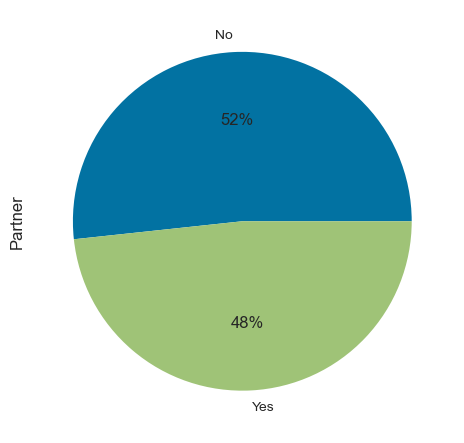 No
52%
Partner
48%
Yes